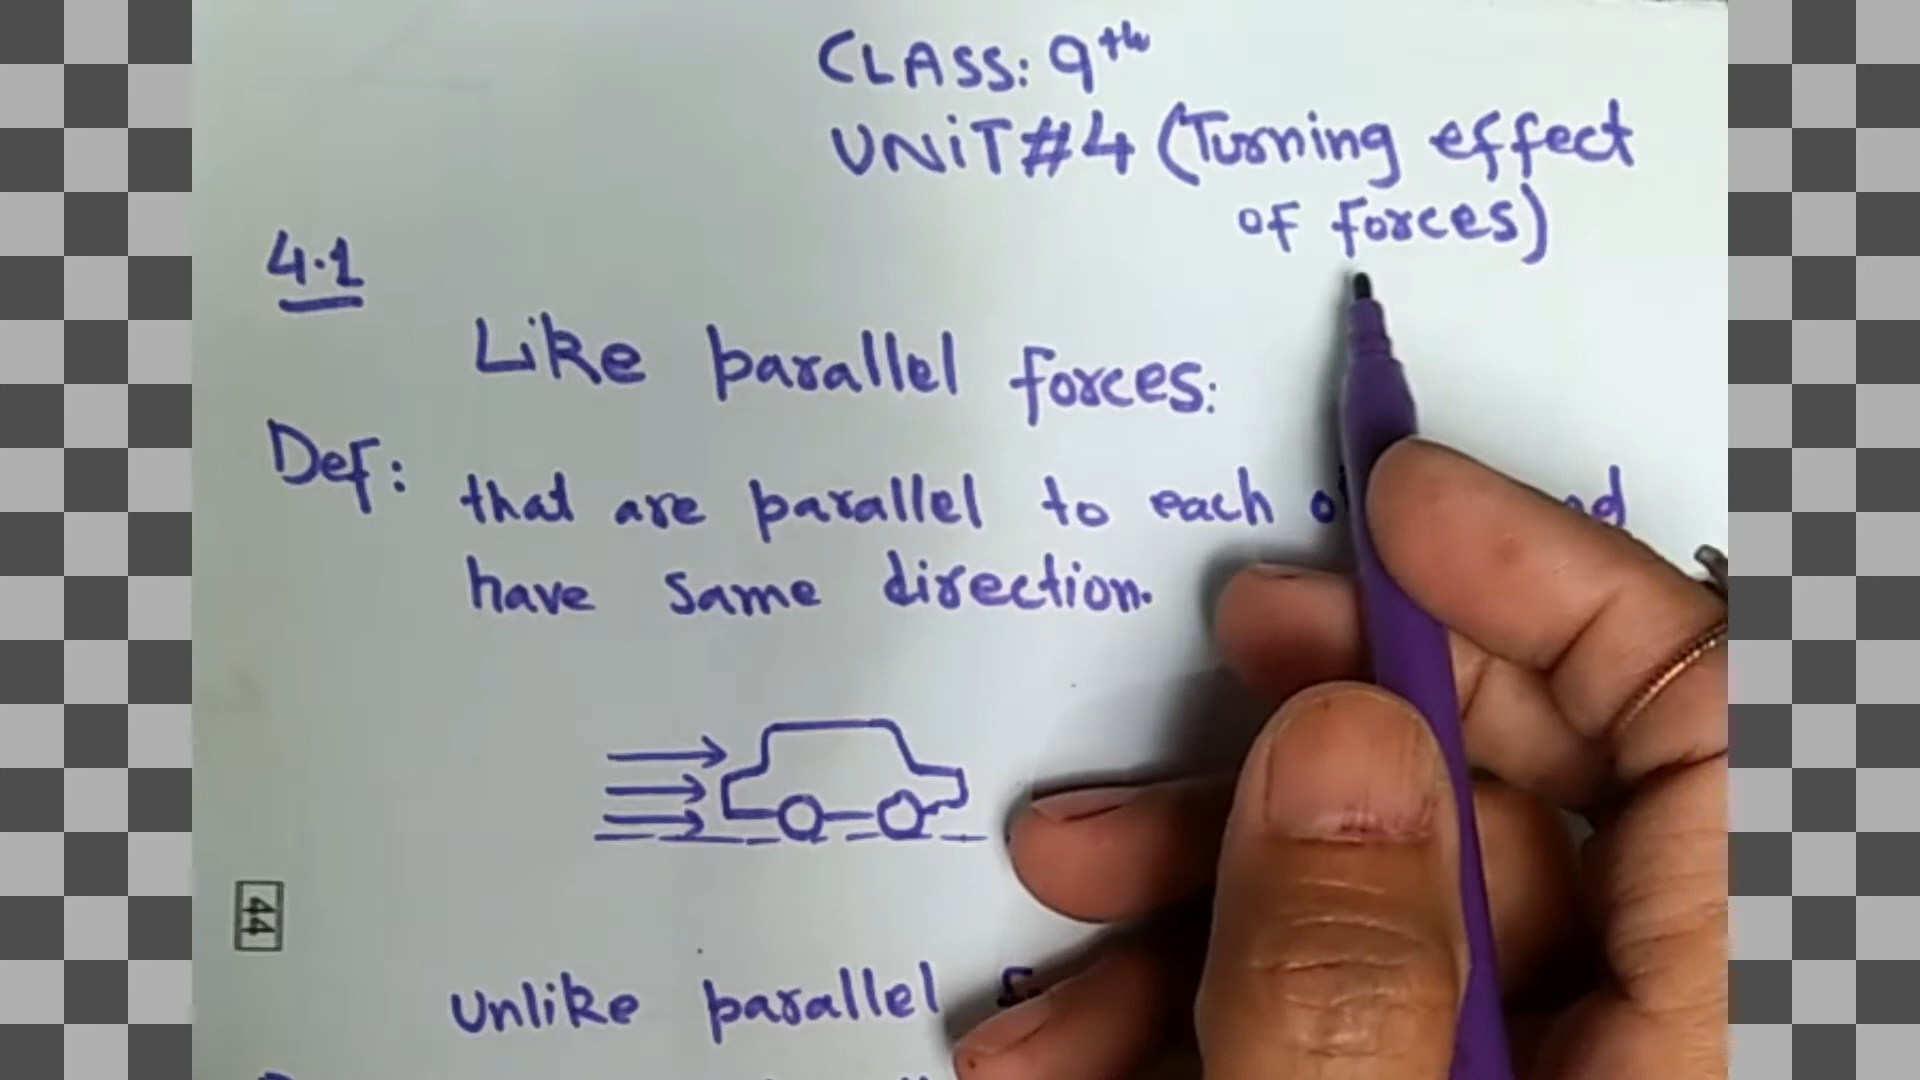 CLASS: 9th
UNIT #4 (Turning effect
of forces)
4.1
Like parallel forces:
Def:
that are parallel to each
have same direction.
44
Unlike parallel